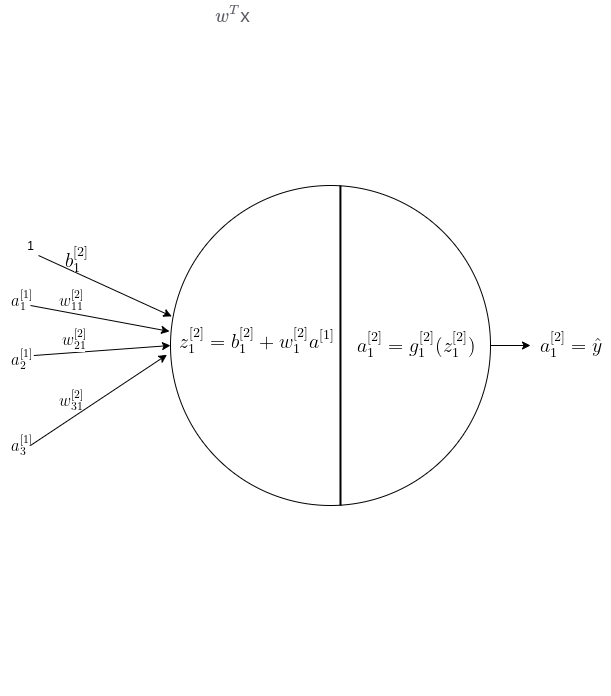 w^T x
1
b_1^{[2]}
a_1^{[1]} w_{11}^{[2]}
w_{21}^{[2]}
a_2^{[1]}
z_1^{[2]} = b_1^{[2]} + w_1^{[2]} a^{[1]}
a_1^{[2]} = g_1^{[2]}(z_1^{[2]})
a_1^{[2]} = ŷ
w_{31}^{[2]}
a_3^{[1]}